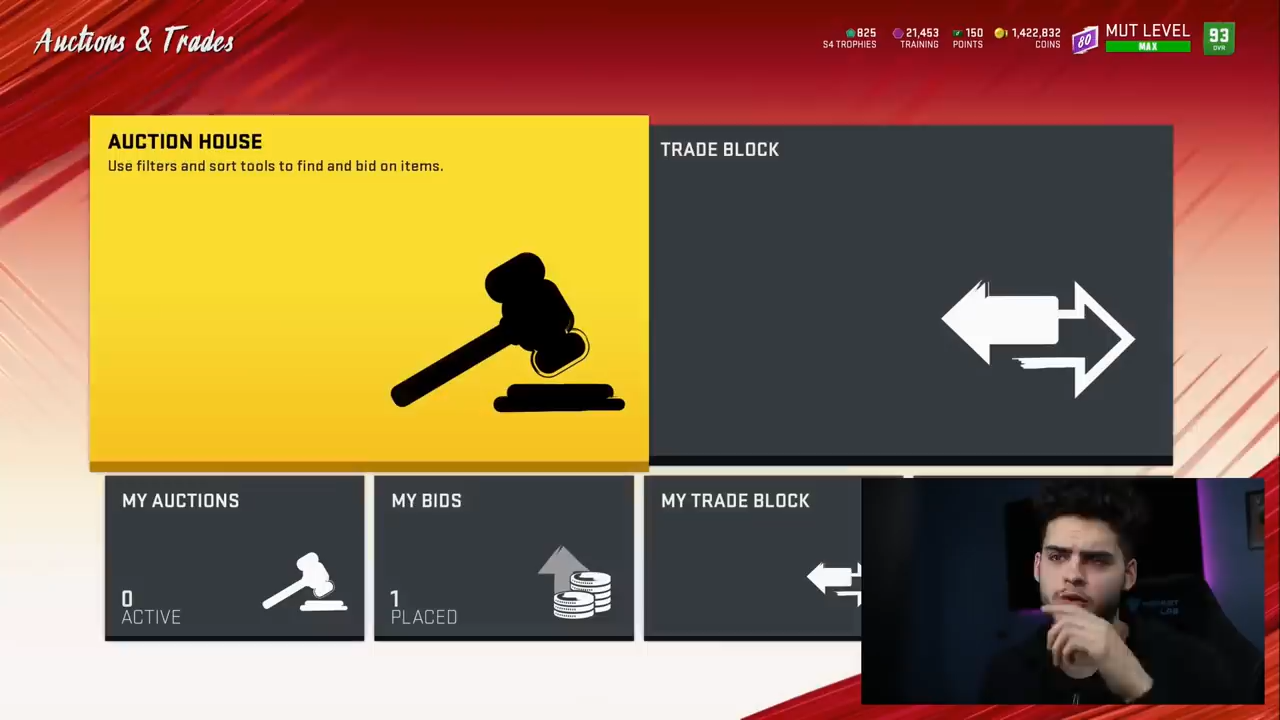 Auctions & Trades
825
S4 TROPHIES
21,453
TRAINING
150
POINTS
1,422,832
COINS
80
MUT LEVEL
MAX
93
OVR
AUCTION HOUSE
Use filters and sort tools to find and bid on items.
TRADE BLOCK
MY AUCTIONS
0
ACTIVE
MY BIDS
1
PLACED
MY TRADE BLOCK